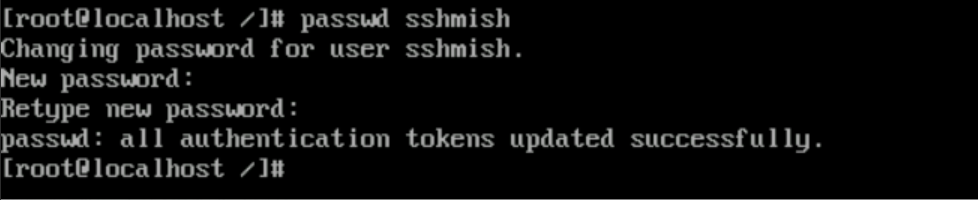 [root@localhost /]# passwd sshmish
Changing password for user sshmish.
New password:
Retype new password:
passwd: all authentication tokens updated successfully.
[root@localhost /]#